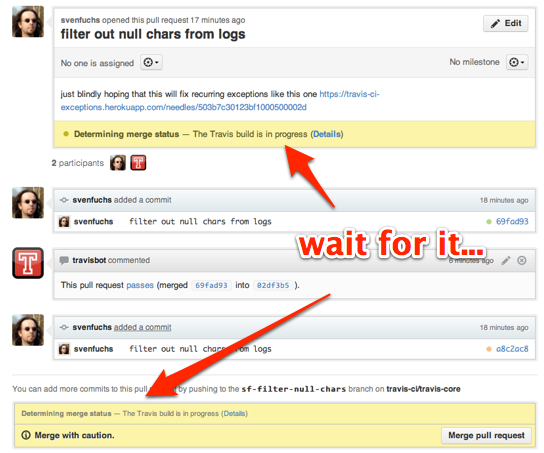 svenfuchs opened this pull request 17 minutes ago
filter out null chars from logs
Edit
No one is assigned
No milestone
just blindly hoping that this will fix recurring exceptions like this one https://travis-ci-
exceptions.herokuapp.com/needles/503b7c30123bf1000500002d
Determining merge status — The Travis build is in progress (Details)
2 participants
svenfuchs added a commit
18 minutes ago
svenfuchs filter out null chars from logs
69fad93
wait for it...
travisbot commented
minutes ago
This pull request passes (merged 69fad93 into 02df3b5 ).
svenfuchs added a commit
18 minutes ago
svenfuchs filter out null chars from logs
a8c2ac8
You can add more commits to this pull by pushing to the sf-filter-null-chars branch on travis-ci/travis-core
Determining merge status — The Travis build is in progress (Details)
Merge with caution.
Merge pull request